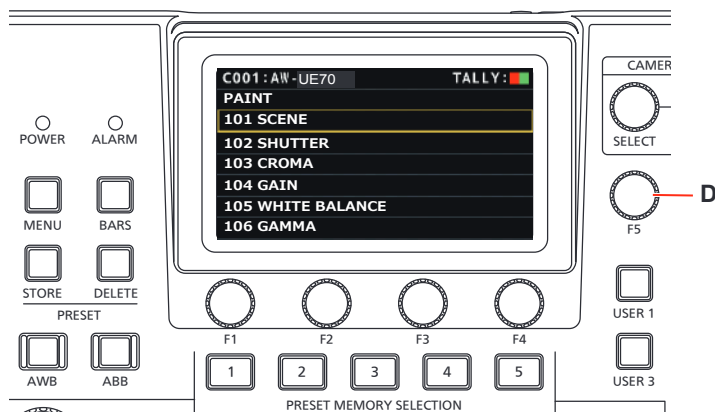 C001:AW-UE70 TALLY:
PAINT
101 SCENE
102 SHUTTER
103 CROMA
104 GAIN
105 WHITE BALANCE
106 GAMMA
POWER ALARM
MENU BARS
STORE DELETE
PRESET
AWB ABB
F1 F2 F3 F4
1 2 3 4 5
PRESET MEMORY SELECTION
CAMER
SELECT
D
F5
USER 1
USER 3